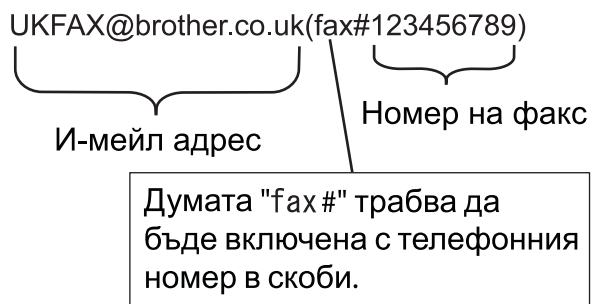 UKFAX@brother.co.uk(fax#123456789)
Номер на факс
И-мейл адрес
Думата "fax#" трабва да
бъде включена с телефонния
номер в скоби.